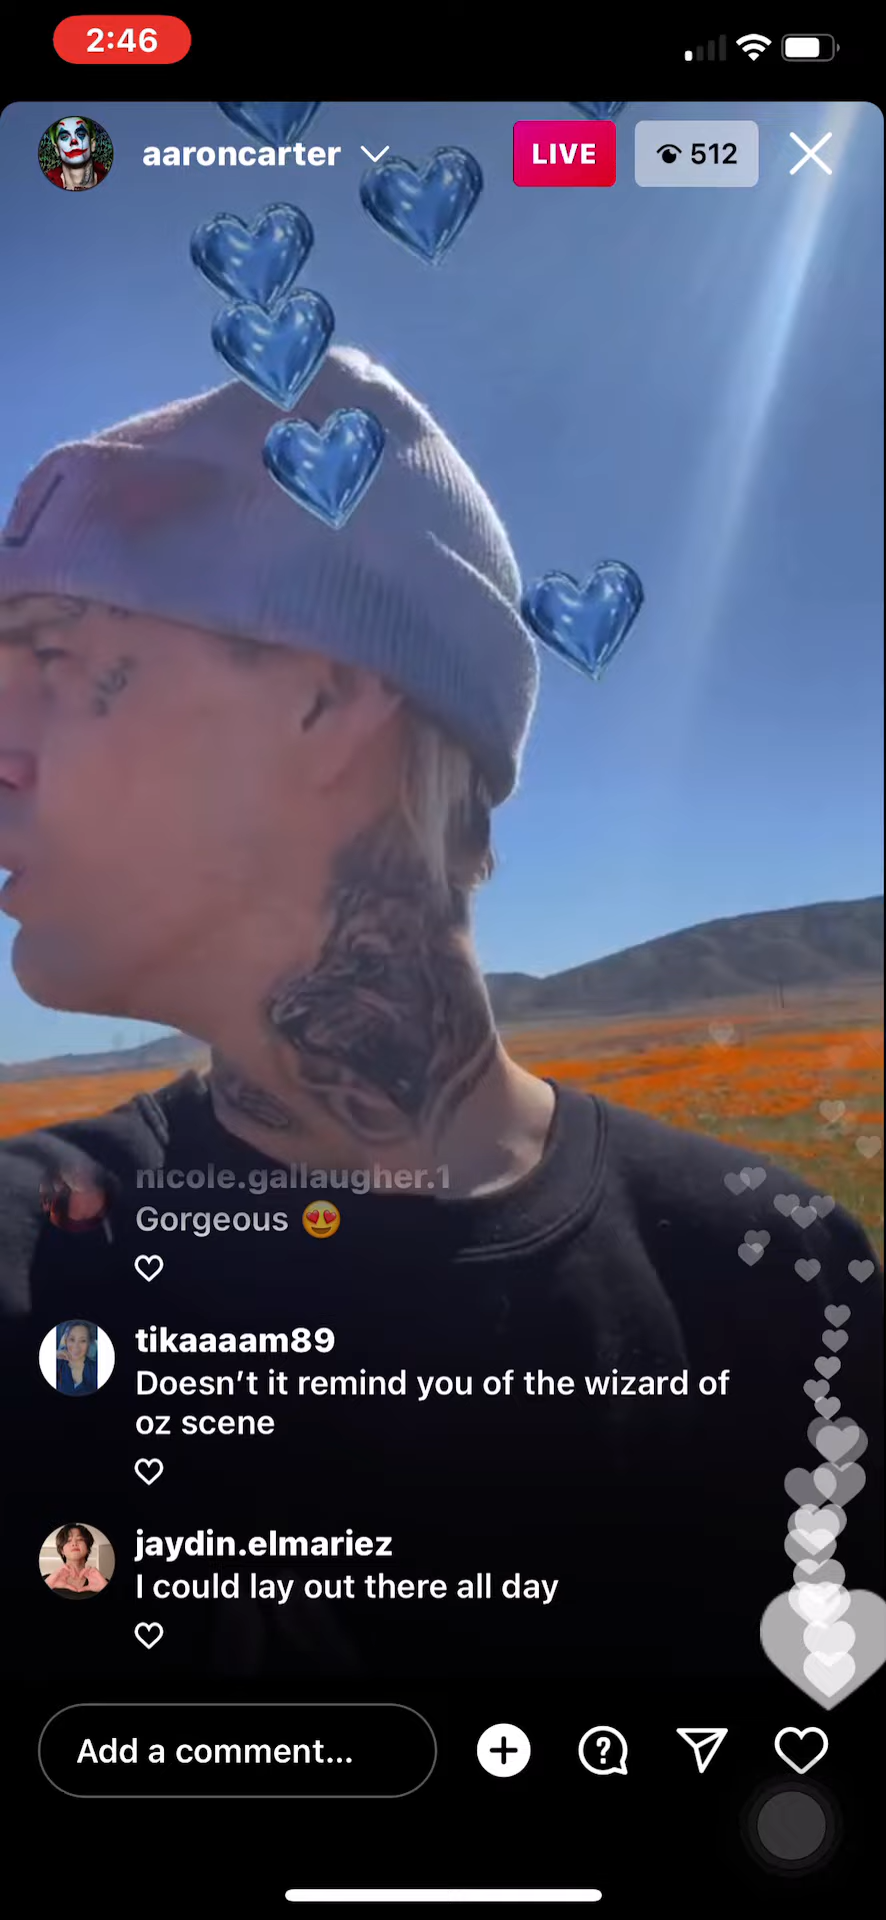 2:46
aaroncarter
LIVE
512
nicole.gallaugher.1
Gorgeous 😍
tikaaaam89
Doesn’t it remind you of the wizard of
oz scene
jaydin.elmariez
I could lay out there all day
Add a comment...